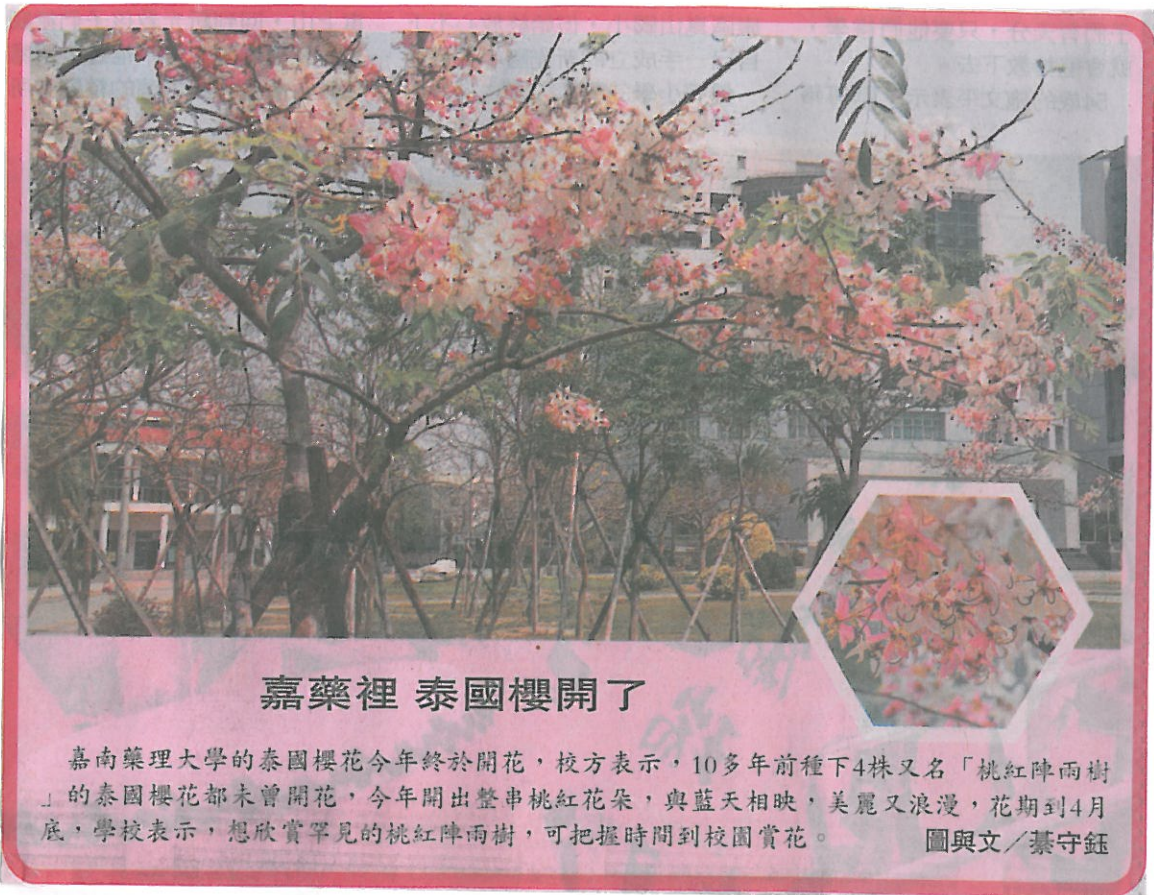 嘉藥裡 泰國櫻開了
嘉南藥理大學的泰國櫻花今年終於開花，校方表示，10多年前種下4株又名「桃紅陣雨樹
」的泰國櫻花都未曾開花，今年開出整串桃紅花朵，與藍天相映，美麗又浪漫，花期到4月
底，學校表示，想欣賞罕見的桃紅陣雨樹，可把握時間到校園賞花。
圖與文／綦守鈺